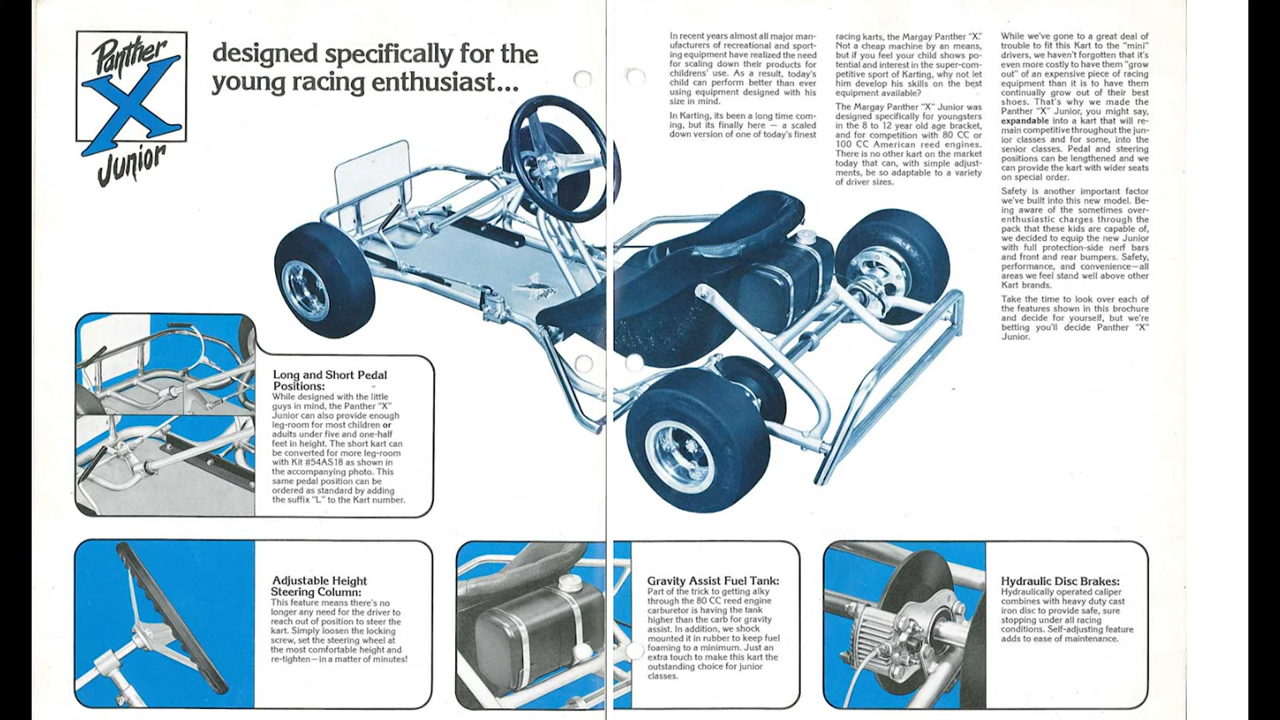 Panther
X
Junior
designed specifically for the
young racing enthusiast...
In recent years almost all major man-
ufacturers of recreational and sport-
ing equipment have realized the need
for scaling down their products for
childrens' use. As a result, today's
child can perform better than ever
using equipment designed with his
size in mind.
In Karting, its been a long time com-
ing, but its finally here — a scaled
down version of one of today's finest
racing karts, the Margay Panther "X."
Not a cheap machine by an means,
but if you feel your child shows po-
tential and interest in the super-com-
petitive sport of Karting, why not let
him develop his skills on the best
equipment available?
The Margay Panther "X" Junior was
designed specifically for youngsters
in the 8 to 12 year old age bracket,
and for competition with 80 CC or
100 CC American reed engines.
There is no other kart on the market
today that can, with simple adjust-
ments, be so adaptable to a variety
of driver sizes.
While we've gone to a great deal of
trouble to fit this Kart to the "mini"
drivers, we haven't forgotten that it's
even more costly to have them "grow
out" of an expensive piece of racing
equipment than it is to have them
continually grow out of their best
shoes. That's why we made the
Panther "X" Junior, you might say,
expandable into a kart that will re-
main competitive throughout the jun-
ior classes and for some, into the
senior classes. Pedal and steering
positions can be lengthened and we
can provide the kart with wider seats
on special order.
Safety is another important factor
we've built into this new model. Be-
ing aware of the sometimes over-
enthusiastic charges through the
pack that these kids are capable of,
we decided to equip the new Junior
with full protection-side nerf bars
and front and rear bumpers. Safety,
performance, and convenience—all
areas we feel stand well above other
Kart brands.
Take the time to look over each of
the features shown in this brochure
and decide for yourself, but we're
betting you'll decide Panther "X"
Junior.
Long and Short Pedal
Positions:
While designed with the little
guys in mind, the Panther "X"
Junior can also provide enough
leg-room for most children or
adults under five and one-half
feet in height. The short kart can
be converted for more leg-room
with Kit #54AS18 as shown in
the accompanying photo. This
same pedal position can be
ordered as standard by adding
the suffix "L" to the Kart number.
Adjustable Height
Steering Column:
This feature means there's no
longer any need for the driver to
reach out of position to steer the
kart. Simply loosen the locking
screw, set the steering wheel at
the most comfortable height and
re-tighten—in a matter of minutes!
Gravity Assist Fuel Tank:
Part of the trick to getting alky
through the 80 CC reed engine
carburetor is having the tank
higher than the carb for gravity
assist. In addition, we shock
mounted it in rubber to keep fuel
foaming to a minimum. Just an
extra touch to make this kart the
outstanding choice for junior
classes.
Hydraulic Disc Brakes:
Hydraulically operated caliper
combines with heavy duty cast
iron disc to provide safe, sure
stopping under all racing
conditions. Self-adjusting feature
adds to ease of maintenance.